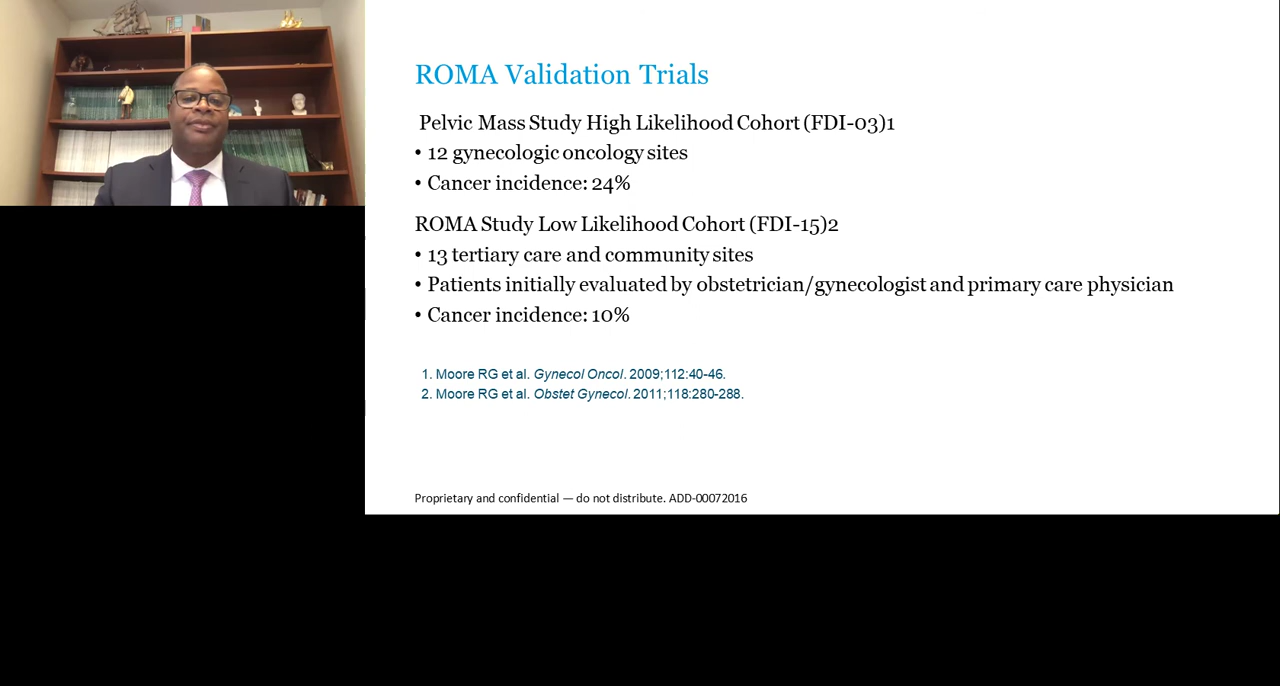 ROMA Validation Trials
Pelvic Mass Study High Likelihood Cohort (FDI-03)1
• 12 gynecologic oncology sites
• Cancer incidence: 24%
ROMA Study Low Likelihood Cohort (FDI-15)2
• 13 tertiary care and community sites
• Patients initially evaluated by obstetrician/gynecologist and primary care physician
• Cancer incidence: 10%
1. Moore RG et al. Gynecol Oncol. 2009;112:40-46.
2. Moore RG et al. Obstet Gynecol. 2011;118:280-288.
Proprietary and confidential — do not distribute. ADD-00072016